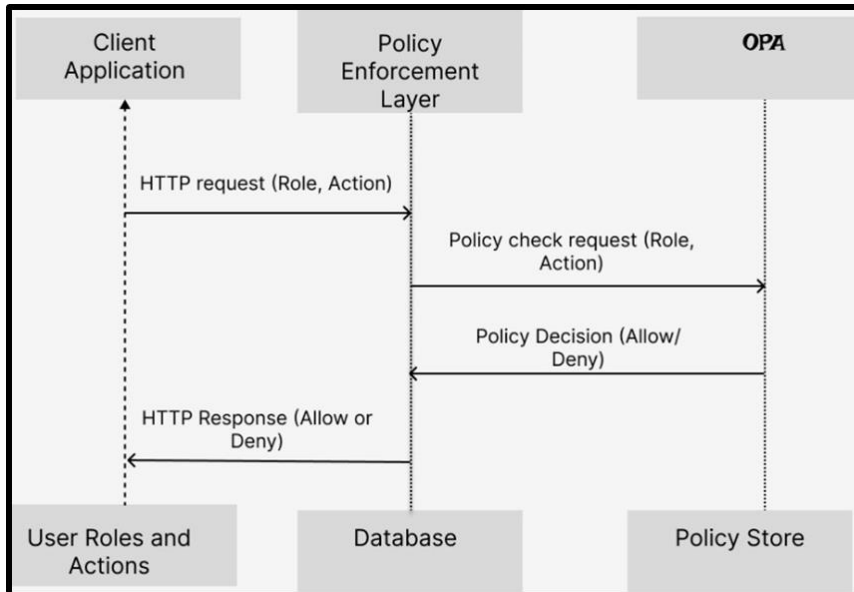 Client
Application
Policy
Enforcement
Layer
OPA
HTTP request (Role, Action)
Policy check request (Role,
Action)
Policy Decision (Allow/
Deny)
HTTP Response (Allow or
Deny)
User Roles and
Actions
Database
Policy Store